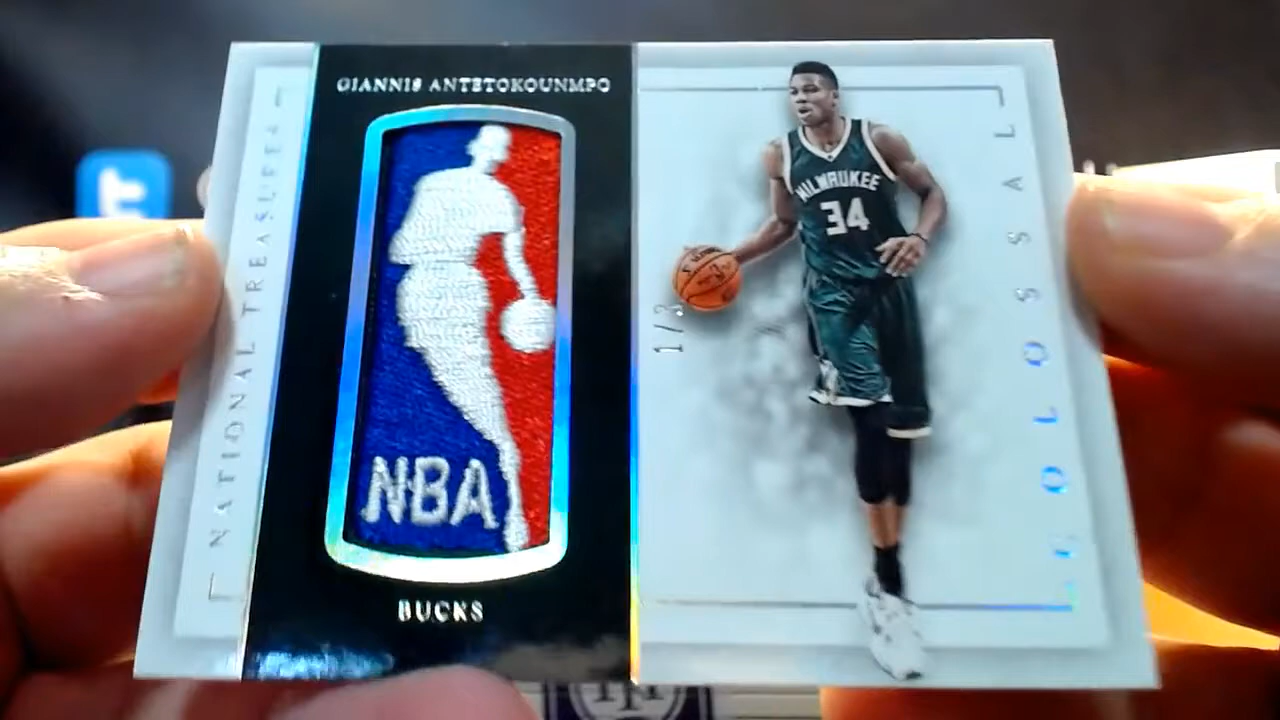 NATIONAL TREASURES
GIANNIS ANTETOKOUNMPO
NBA
BUCKS
MILWAUKEE
34
1/3
COLOSSAL